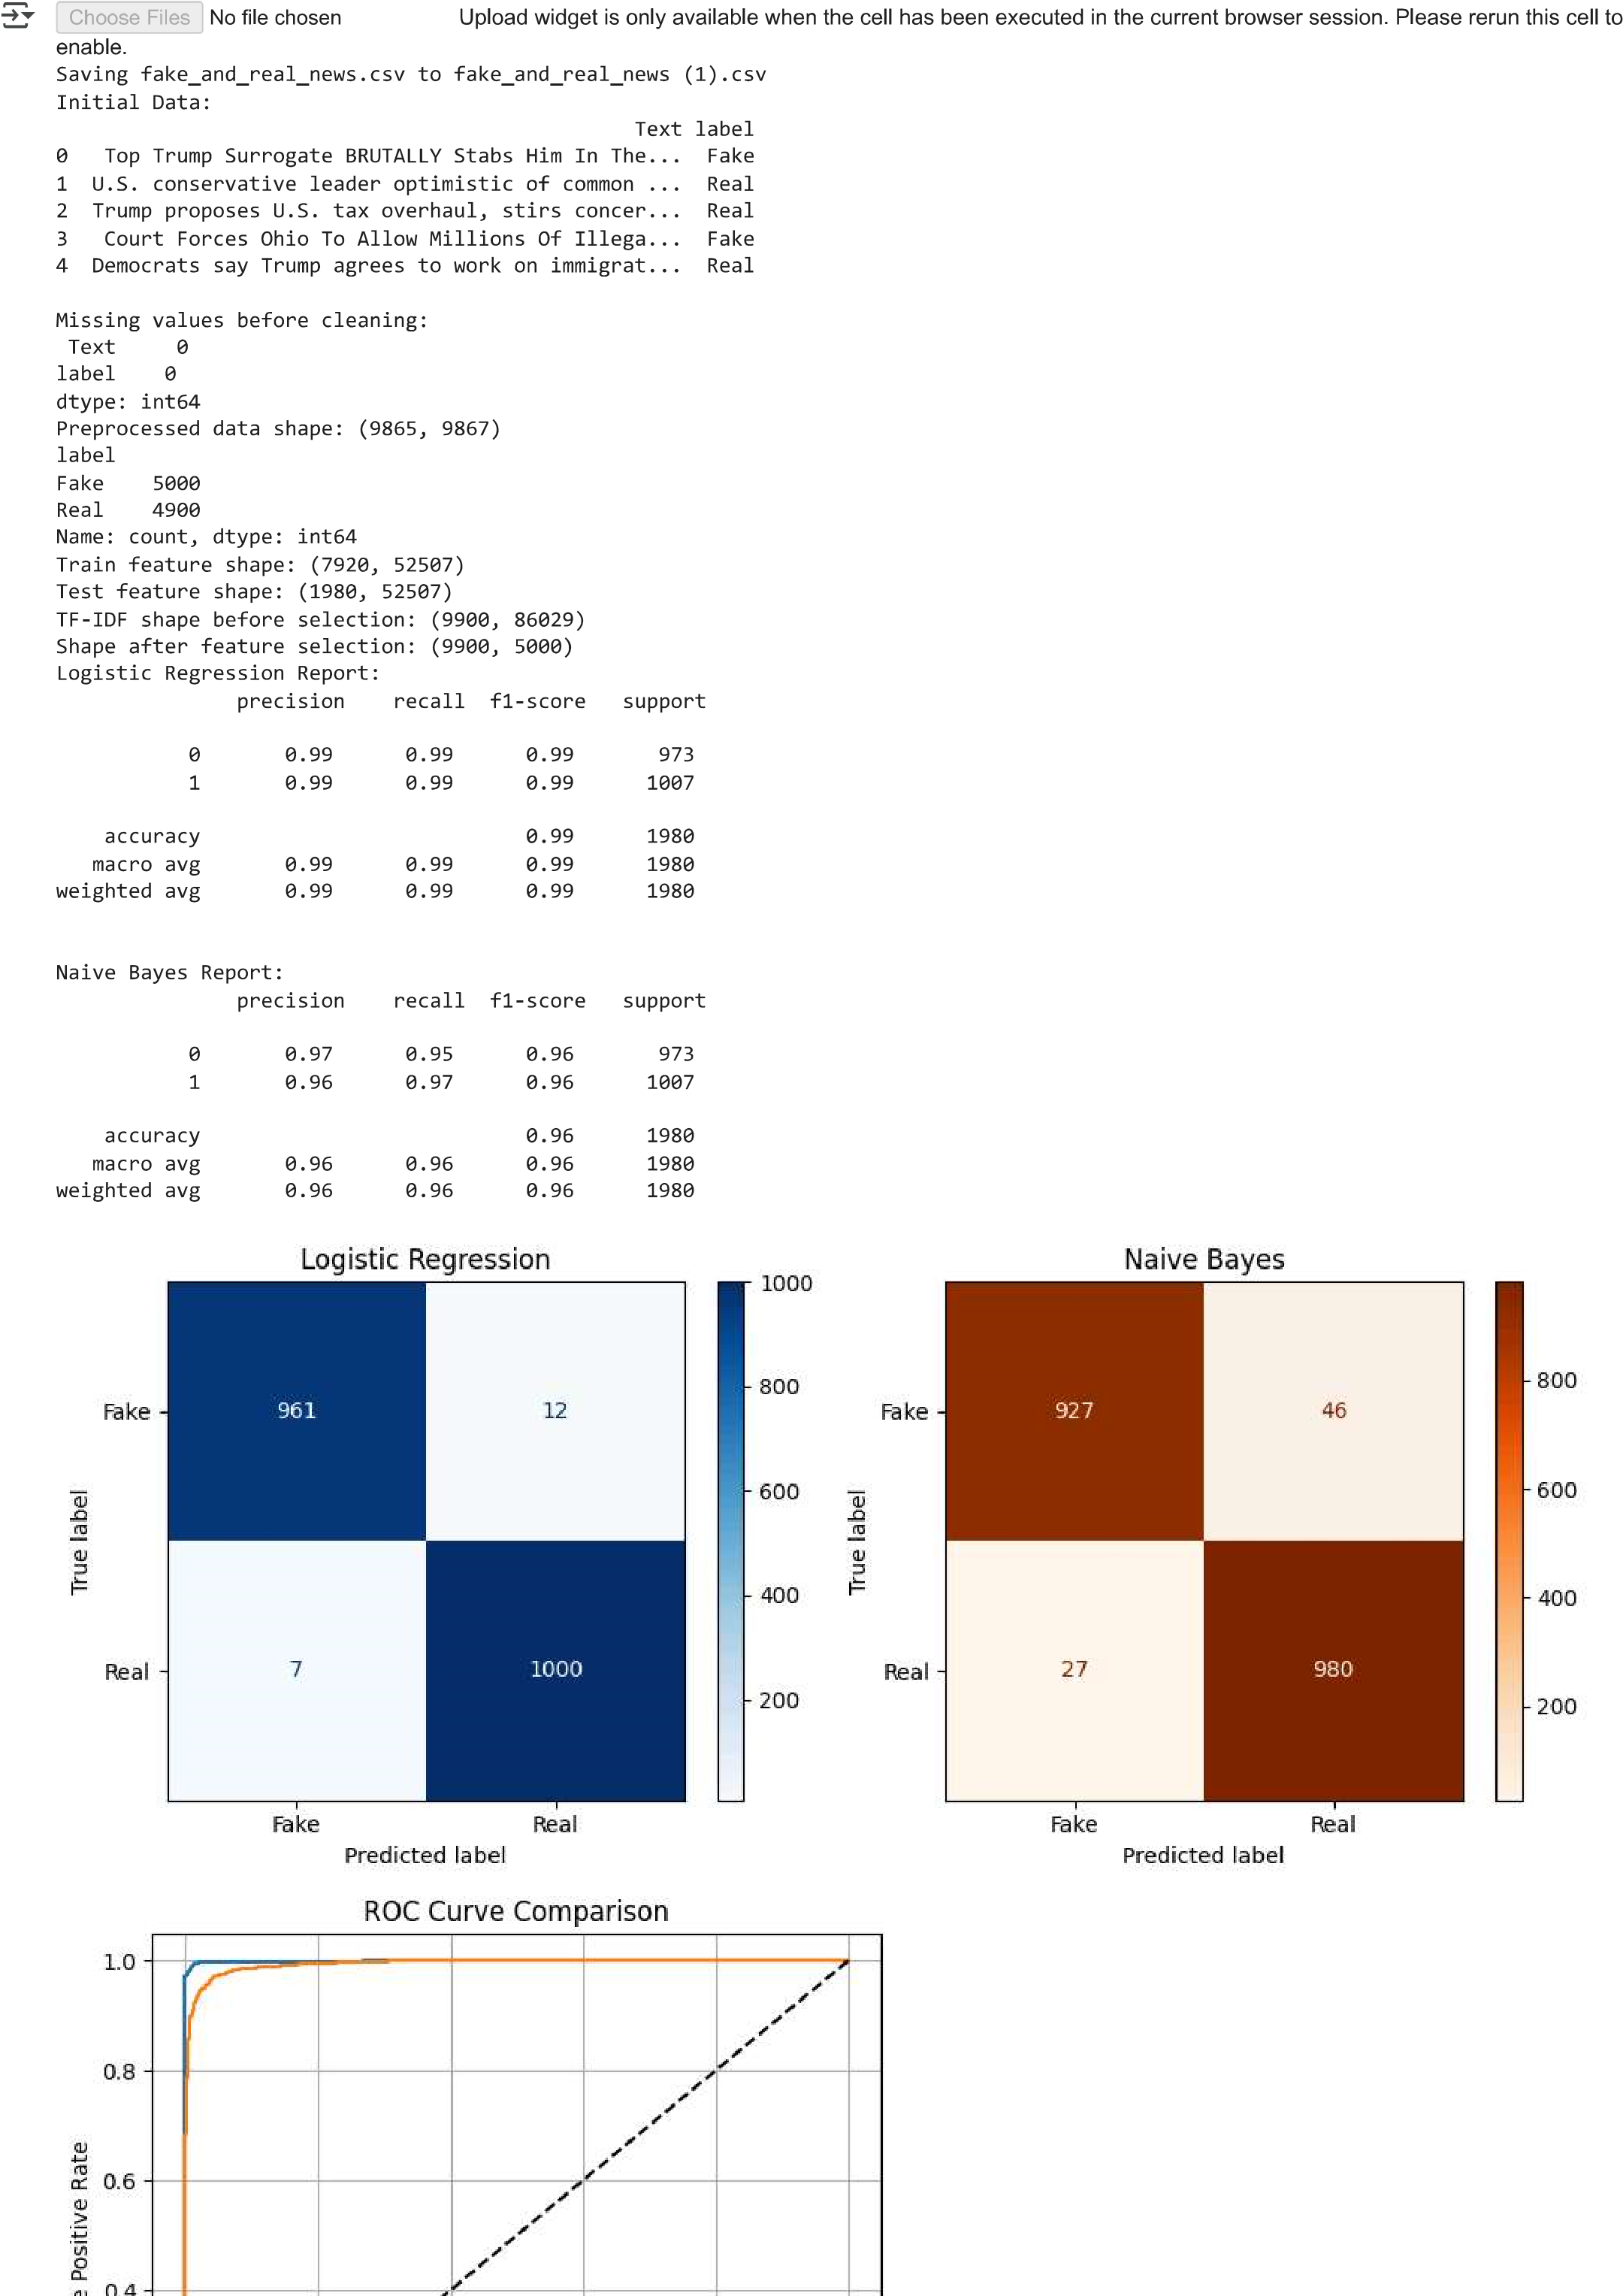 Choose Files No file chosen Upload widget is only available when the cell has been executed in the current browser session. Please rerun this cell to
enable.
Saving fake_and_real_news.csv to fake_and_real_news (1).csv
Initial Data:
Text label
0 Top Trump Surrogate BRUTALLY Stabs Him In The... Fake
1 U.S. conservative leader optimistic of common ... Real
2 Trump proposes U.S. tax overhaul, stirs concer... Real
3 Court Forces Ohio To Allow Millions Of Illega... Fake
4 Democrats say Trump agrees to work on immigrat... Real
Missing values before cleaning:
Text 0
label 0
dtype: int64
Preprocessed data shape: (9865, 9867)
label
Fake 5000
Real 4900
Name: count, dtype: int64
Train feature shape: (7920, 52507)
Test feature shape: (1980, 52507)
TF-IDF shape before selection: (9900, 86029)
Shape after feature selection: (9900, 5000)
Logistic Regression Report:
precision recall f1-score support
0 0.99 0.99 0.99 973
1 0.99 0.99 0.99 1007
accuracy 0.99 1980
macro avg 0.99 0.99 0.99 1980
weighted avg 0.99 0.99 0.99 1980
Naive Bayes Report:
precision recall f1-score support
0 0.97 0.95 0.96 973
1 0.96 0.97 0.96 1007
accuracy 0.96 1980
macro avg 0.96 0.96 0.96 1980
weighted avg 0.96 0.96 0.96 1980
Logistic Regression
True label
Fake 961 12
Real 7 1000
Fake Real
Predicted label
1000
800
600
400
200
Naive Bayes
True label
Fake 927 46
Real 27 980
Fake Real
Predicted label
800
600
400
200
ROC Curve Comparison
1.0
0.8
0.6
0.4
e Positive Rate